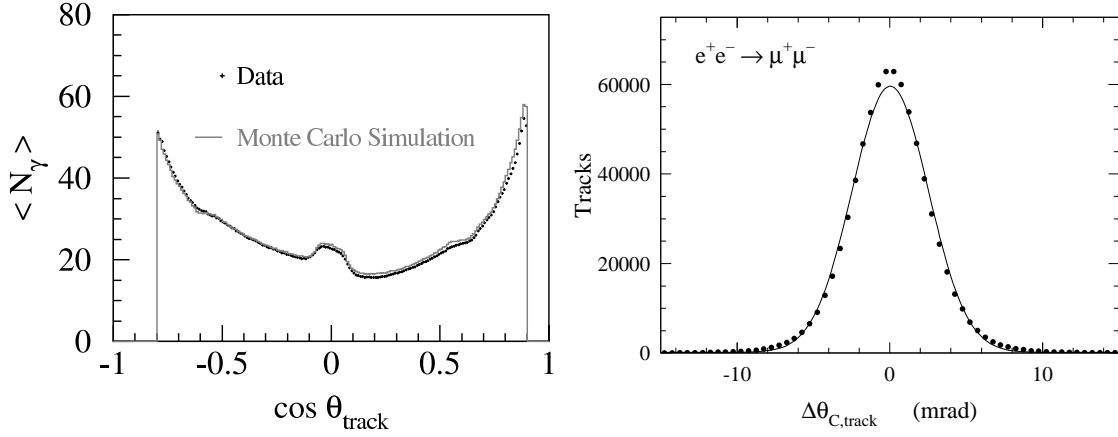 80
60
40
20
0
-1
-0.5
0
0.5
1
< N_γ >
cos θ_track
Data
Monte Carlo Simulation
e⁺e⁻ → μ⁺μ⁻
60000
40000
20000
0
Tracks
-10
0
10
Δθ_C,track (mrad)